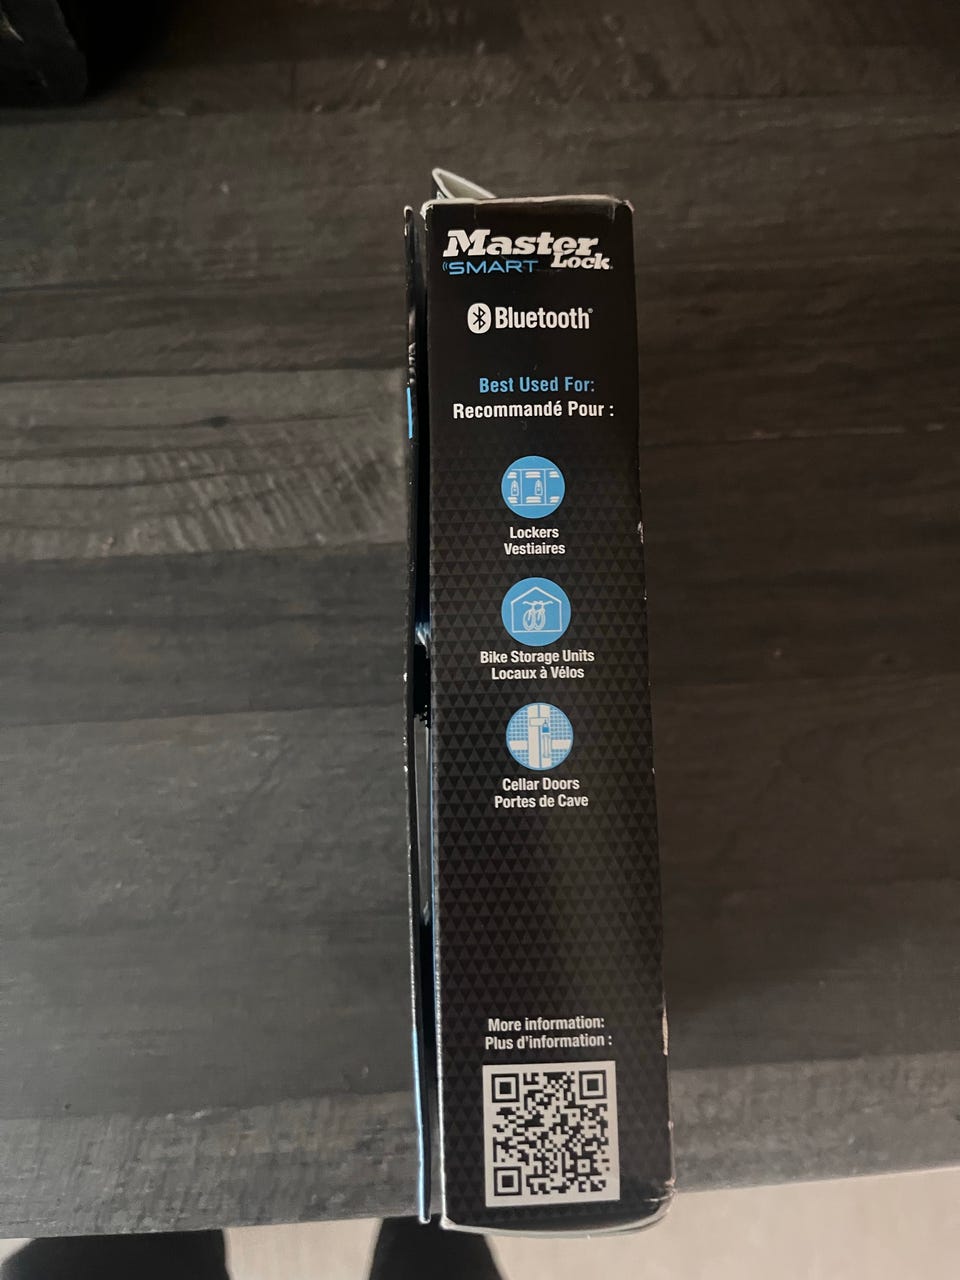 Master
SMART Lock
Bluetooth®
Best Used For:
Recommandé Pour :
Lockers
Vestiaires
Bike Storage Units
Locaux à Vélos
Cellar Doors
Portes de Cave
More information:
Plus d'information :